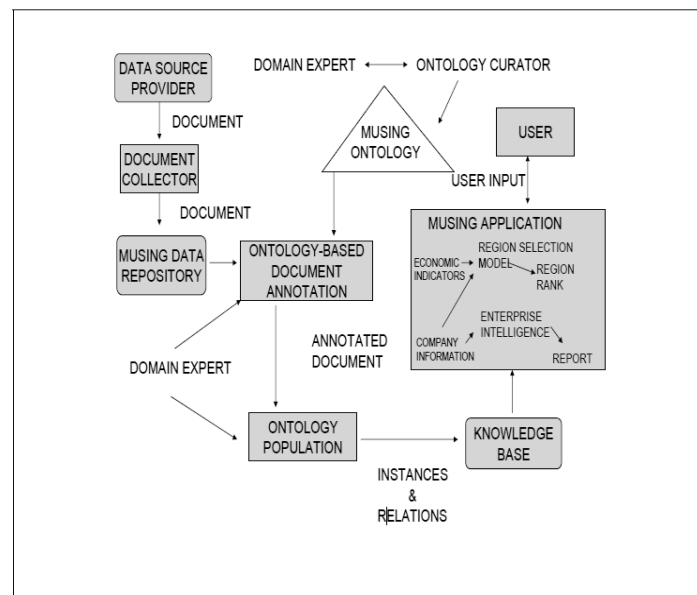 DATA SOURCE
PROVIDER
DOMAIN EXPERT
ONTOLOGY CURATOR
DOCUMENT
MUSING
ONTOLOGY
USER
DOCUMENT
COLLECTOR
USER INPUT
DOCUMENT
MUSING DATA
REPOSITORY
ONTOLOGY-BASED
DOCUMENT
ANNOTATION
MUSING APPLICATION
REGION SELECTION
MODEL
ECONOMIC
INDICATORS
REGION
RANK
ENTERPRISE
INTELLIGENCE
COMPANY
INFORMATION
REPORT
ANNOTATED
DOCUMENT
DOMAIN EXPERT
ONTOLOGY
POPULATION
KNOWLEDGE
BASE
INSTANCES
&
RELATIONS